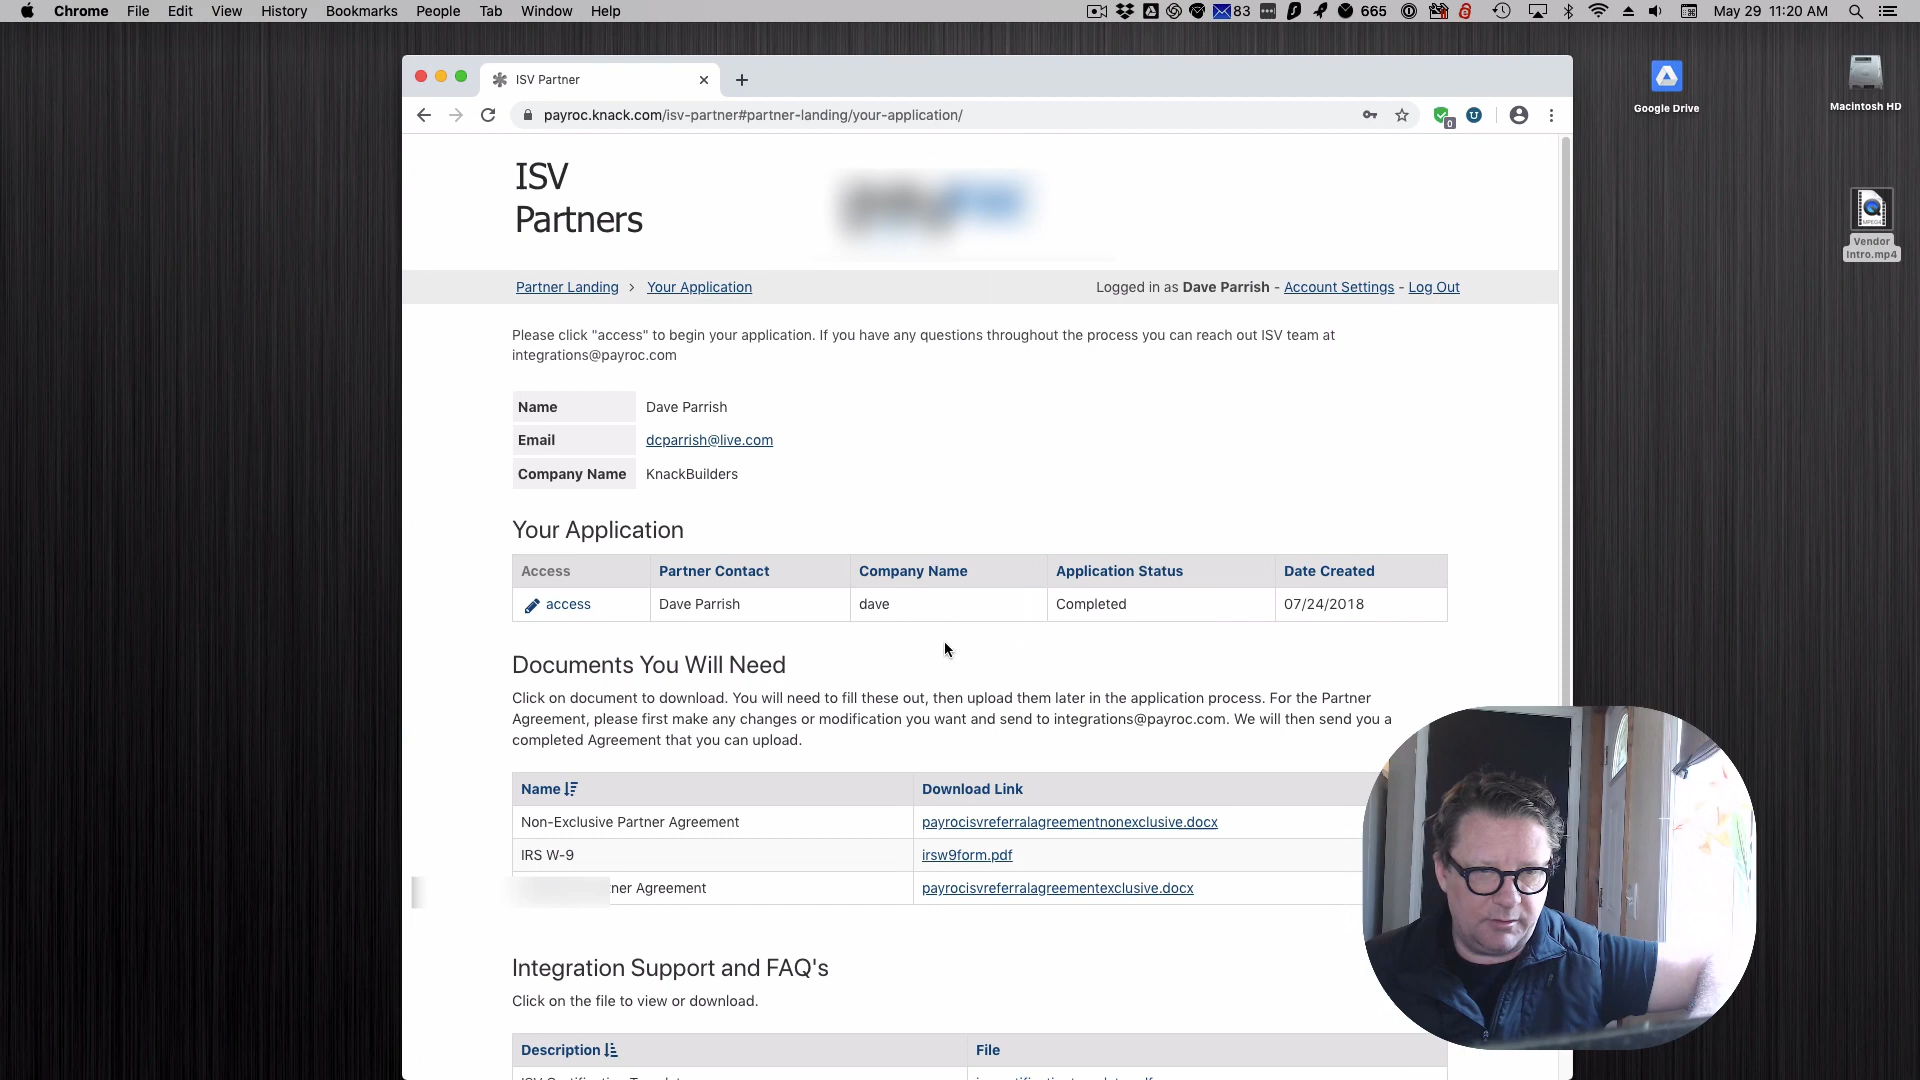 Chrome File Edit View History Bookmarks People Tab Window Help 83 665 May 29 11:20 AM
ISV Partner
payroc.knack.com/isv-partner#partner-landing/your-application/
0
Google Drive
Macintosh HD
Vendor
Intro.mp4
ISV
Partners
Partner Landing > Your Application Logged in as Dave Parrish - Account Settings - Log Out
Please click "access" to begin your application. If you have any questions throughout the process you can reach out ISV team at
integrations@payroc.com
Name Dave Parrish
Email dcparrish@live.com
Company Name KnackBuilders
Your Application
Access Partner Contact Company Name Application Status Date Created
access Dave Parrish dave Completed 07/24/2018
Documents You Will Need
Click on document to download. You will need to fill these out, then upload them later in the application process. For the Partner
Agreement, please first make any changes or modification you want and send to integrations@payroc.com. We will then send you a
completed Agreement that you can upload.
Name Download Link
Non-Exclusive Partner Agreement payrocisvreferralagreementnonexclusive.docx
IRS W-9 irsw9form.pdf
ner Agreement payrocisvreferralagreementexclusive.docx
Integration Support and FAQ's
Click on the file to view or download.
Description File